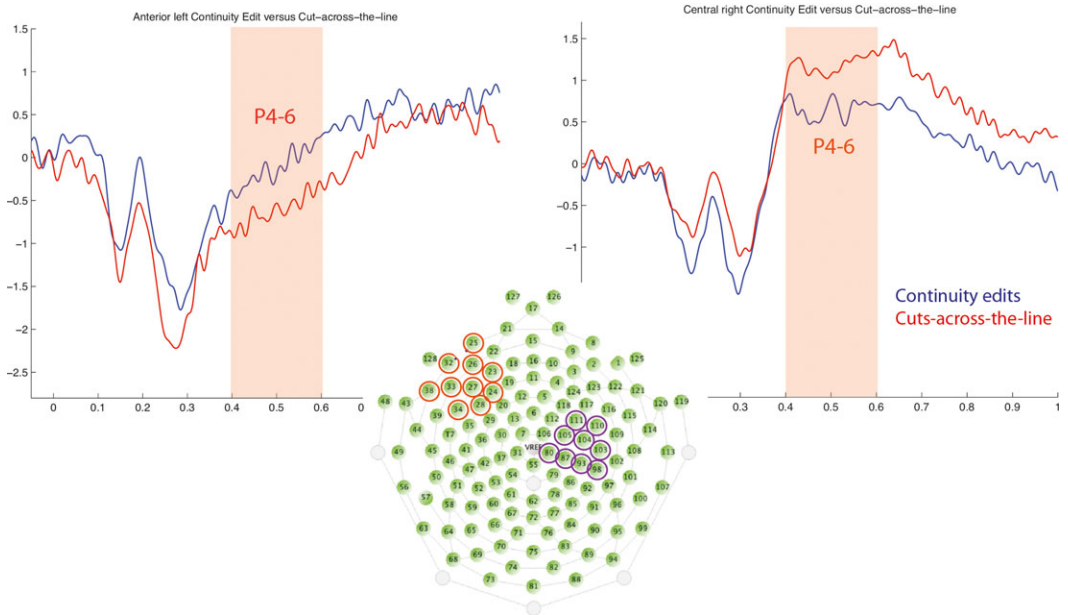 Anterior left Continuity Edit versus Cut-across-the-line
1
0.5
0
−0.5
−1
−1.5
−2
−2.5
0 0.1 0.2 0.3 0.4 0.5 0.6
P4-6
Central right Continuity Edit versus Cut-across-the-line
1.5
1
0.5
0
−1
0.3 0.4 0.5 0.6 0.7 0.8 0.9 1
P4-6
Continuity edits
Cuts-across-the-line
127 126
17
21 14
25 15 8
22 9
128 32 26 18 16 10 2 1 125
23 3
19 11 4
38 33 27 24 12 5 124 123 122 121
48 43 34 28 20 118 117 116 120 119
39 6 112 111 110 115
35 29 13
44 36 30 7 106 105 104 109 114
49 45 41 37 31 VREF 80 87 103 108 113
46 47 42 55 93 98 102
50 53 54 79 86 92 97 101
56 51 52 61 62 78 107
57 58 59 60 67 72 77 85 91 96 100
63 64 65 66 71 76 84 90 95 99
68 69 70 75 83 89 94
74 82
73 81 88